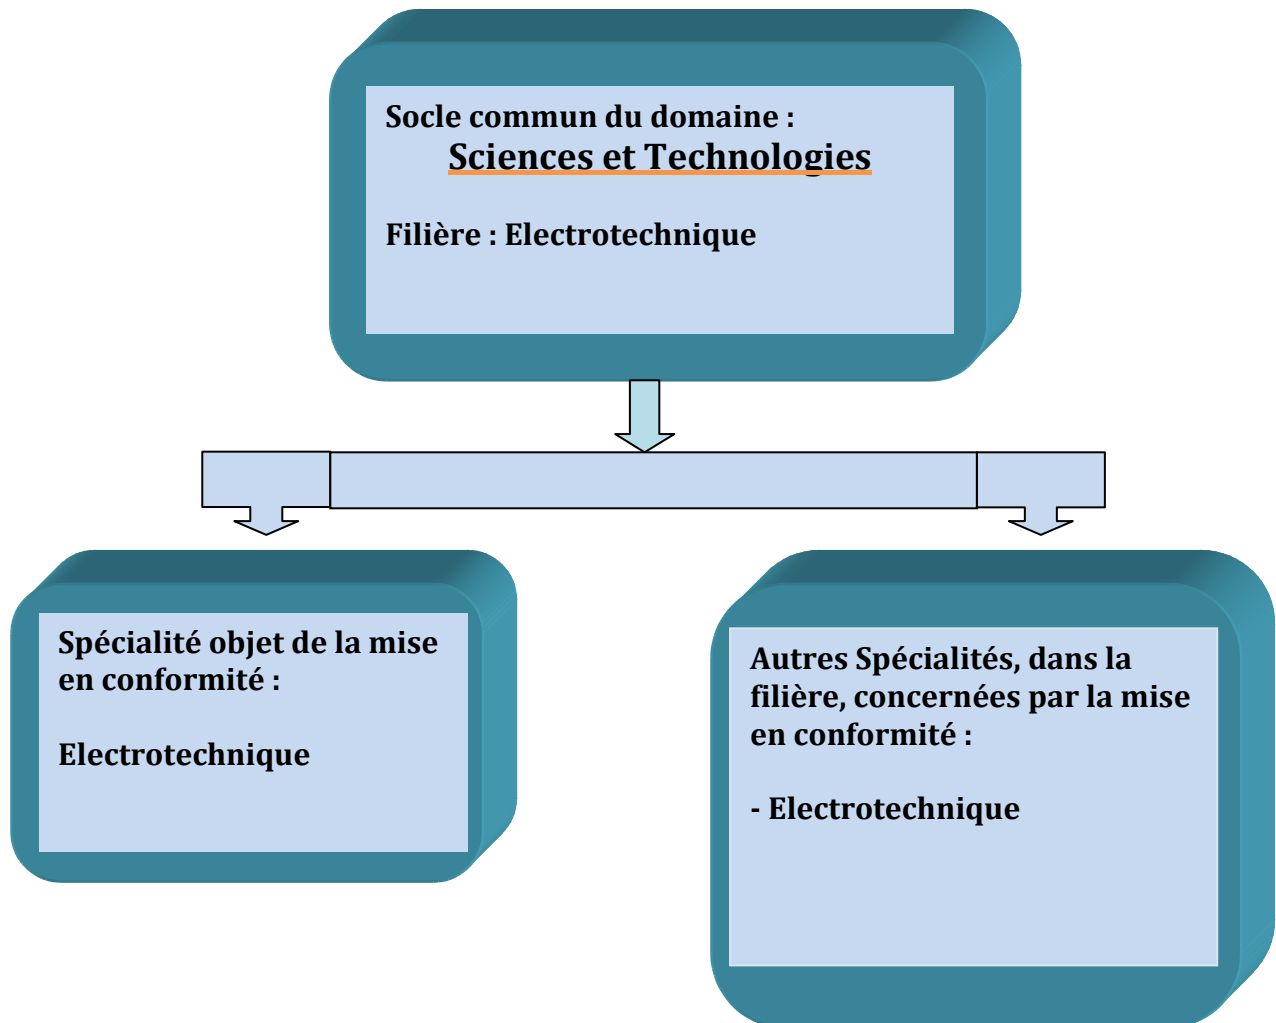 Socle commun du domaine :
Sciences et Technologies
Filière : Electrotechnique
Spécialité objet de la mise
en conformité :
Electrotechnique
Autres Spécialités, dans la
filière, concernées par la mise
en conformité :
- Electrotechnique